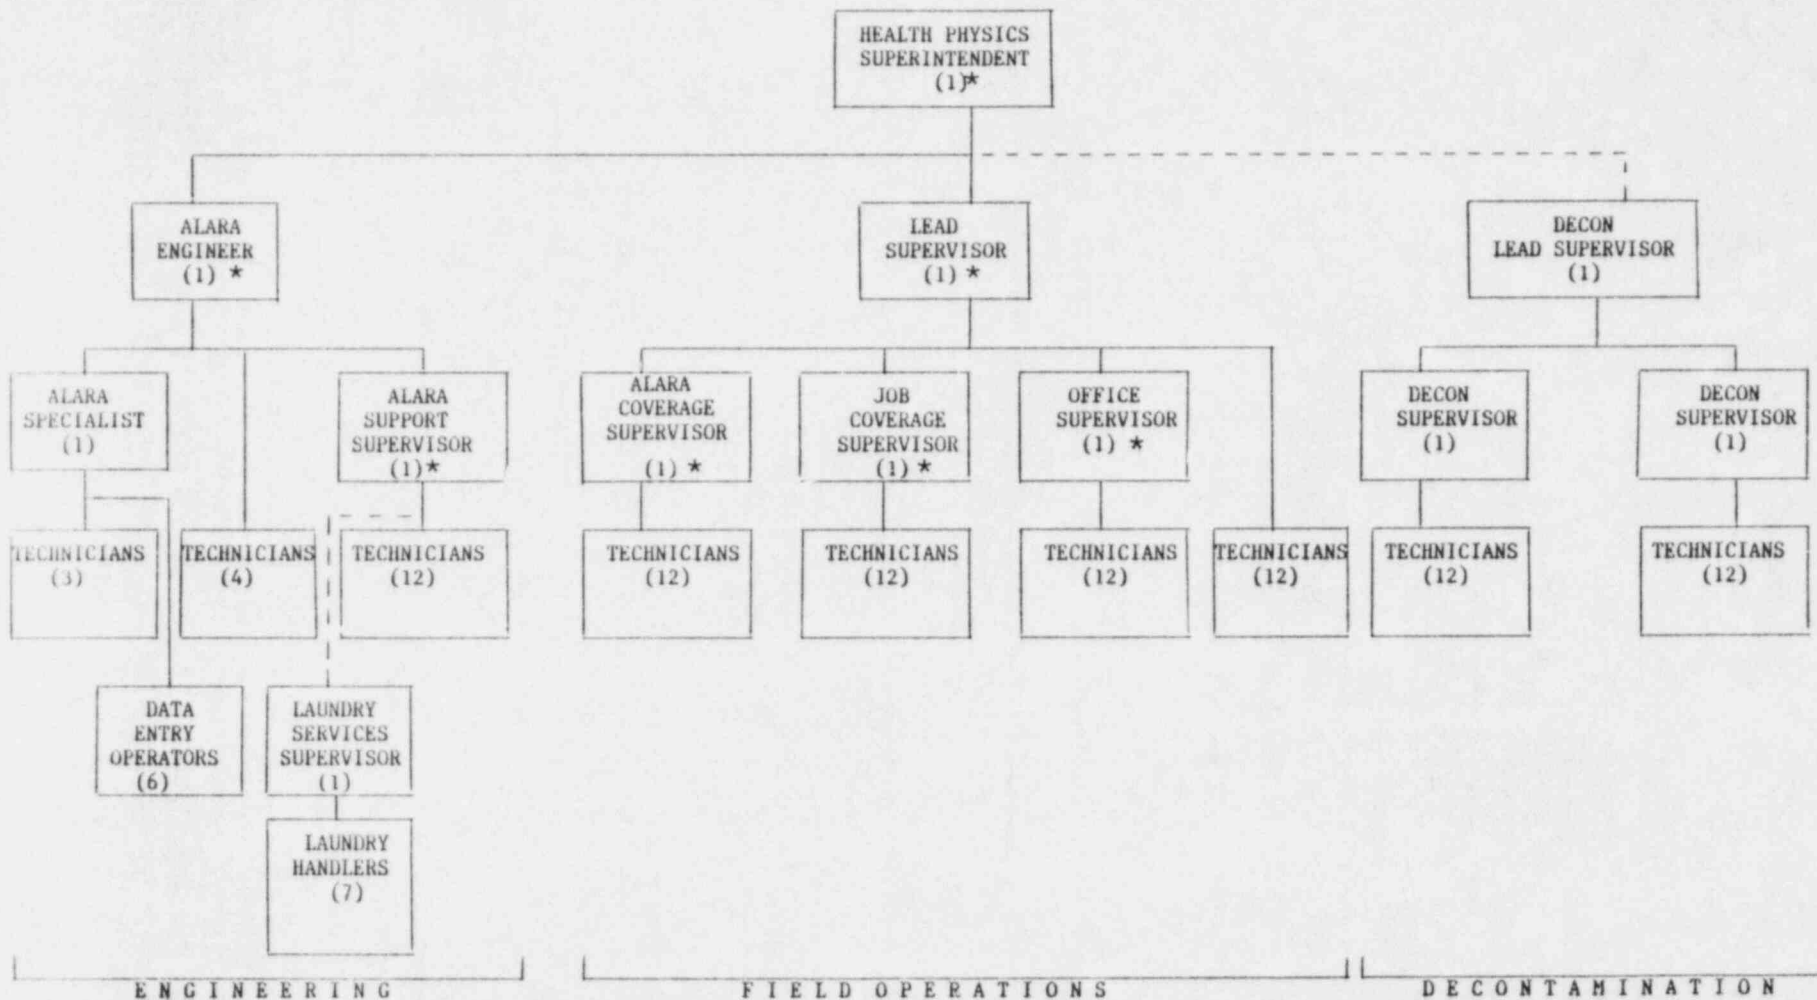 HEALTH PHYSICS
SUPERINTENDENT
(1)*
ALARA
ENGINEER
(1) *
LEAD
SUPERVISOR
(1) *
DECON
LEAD SUPERVISOR
(1)
ALARA
SPECIALIST
(1)
ALARA
SUPPORT
SUPERVISOR
(1)*
ALARA
COVERAGE
SUPERVISOR
(1) *
JOB
COVERAGE
SUPERVISOR
(1) *
OFFICE
SUPERVISOR
(1) *
DECON
SUPERVISOR
(1)
DECON
SUPERVISOR
(1)
TECHNICIANS
(3)
TECHNICIANS
(4)
TECHNICIANS
(12)
TECHNICIANS
(12)
TECHNICIANS
(12)
TECHNICIANS
(12)
TECHNICIANS
(12)
TECHNICIANS
(12)
TECHNICIANS
(12)
DATA
ENTRY
OPERATORS
(6)
LAUNDRY
SERVICES
SUPERVISOR
(1)
LAUNDRY
HANDLERS
(7)
ENGINEERING
FIELD OPERATIONS
DECONTAMINATION